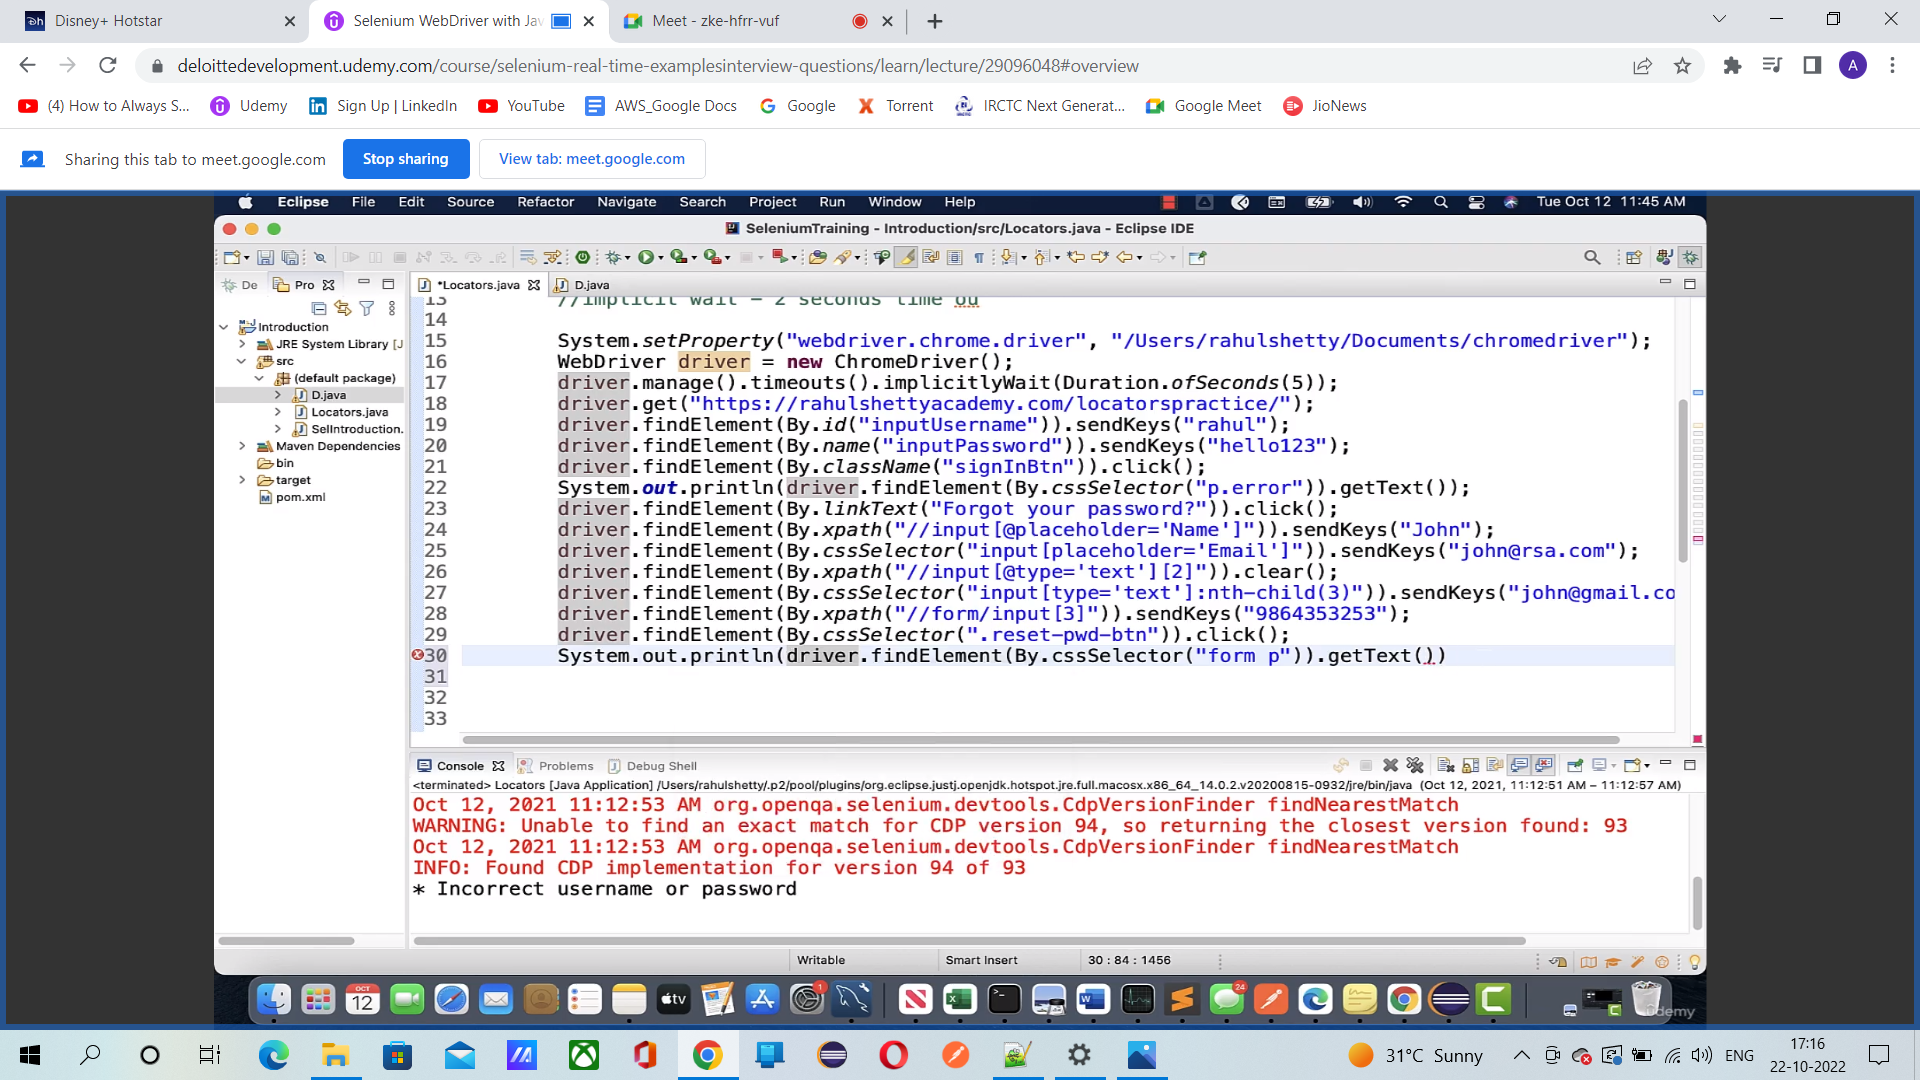 Disney+ Hotstar
Selenium WebDriver with Jav
Meet - zke-hfrr-vuf
deloittedevelopment.udemy.com/course/selenium-real-time-examplesinterview-questions/learn/lecture/29096048#overview
A
(4) How to Always S...
Udemy
Sign Up | LinkedIn
YouTube
AWS_Google Docs
Google
Torrent
IRCTC Next Generat...
Google Meet
JioNews
Sharing this tab to meet.google.com
Stop sharing
View tab: meet.google.com
Eclipse File Edit Source Refactor Navigate Search Project Run Window Help
Tue Oct 12 11:45 AM
SeleniumTraining - Introduction/src/Locators.java - Eclipse IDE
De
Pro
*Locators.java
D.java
Introduction
JRE System Library [J
src
(default package)
D.java
Locators.java
SelIntroduction.
Maven Dependencies
bin
target
pom.xml
13 //implicit wait - 2 seconds time ou
14
15 System.setProperty("webdriver.chrome.driver", "/Users/rahulshetty/Documents/chromedriver");
16 WebDriver driver = new ChromeDriver();
17 driver.manage().timeouts().implicitlyWait(Duration.ofSeconds(5));
18 driver.get("https://rahulshettyacademy.com/locatorspractice/");
19 driver.findElement(By.id("inputUsername")).sendKeys("rahul");
20 driver.findElement(By.name("inputPassword")).sendKeys("hello123");
21 driver.findElement(By.className("signInBtn")).click();
22 System.out.println(driver.findElement(By.cssSelector("p.error")).getText());
23 driver.findElement(By.linkText("Forgot your password?")).click();
24 driver.findElement(By.xpath("//input[@placeholder='Name']")).sendKeys("John");
25 driver.findElement(By.cssSelector("input[placeholder='Email']")).sendKeys("john@rsa.com");
26 driver.findElement(By.xpath("//input[@type='text'][2]")).clear();
27 driver.findElement(By.cssSelector("input[type='text']:nth-child(3)")).sendKeys("john@gmail.co
28 driver.findElement(By.xpath("//form/input[3]")).sendKeys("9864353253");
29 driver.findElement(By.cssSelector(".reset-pwd-btn")).click();
30 System.out.println(driver.findElement(By.cssSelector("form p")).getText())
31
32
33
Console
Problems
Debug Shell
<terminated> Locators [Java Application] /Users/rahulshetty/.p2/pool/plugins/org.eclipse.justj.openjdk.hotspot.jre.full.macosx.x86_64_14.0.2.v20200815-0932/jre/bin/java (Oct 12, 2021, 11:12:51 AM – 11:12:57 AM)
Oct 12, 2021 11:12:53 AM org.openqa.selenium.devtools.CdpVersionFinder findNearestMatch
WARNING: Unable to find an exact match for CDP version 94, so returning the closest version found: 93
Oct 12, 2021 11:12:53 AM org.openqa.selenium.devtools.CdpVersionFinder findNearestMatch
INFO: Found CDP implementation for version 94 of 93
* Incorrect username or password
Writable
Smart Insert
30 : 84 : 1456
OCT
12
tv
1
24
Udemy
31°C Sunny
ENG
17:16
22-10-2022